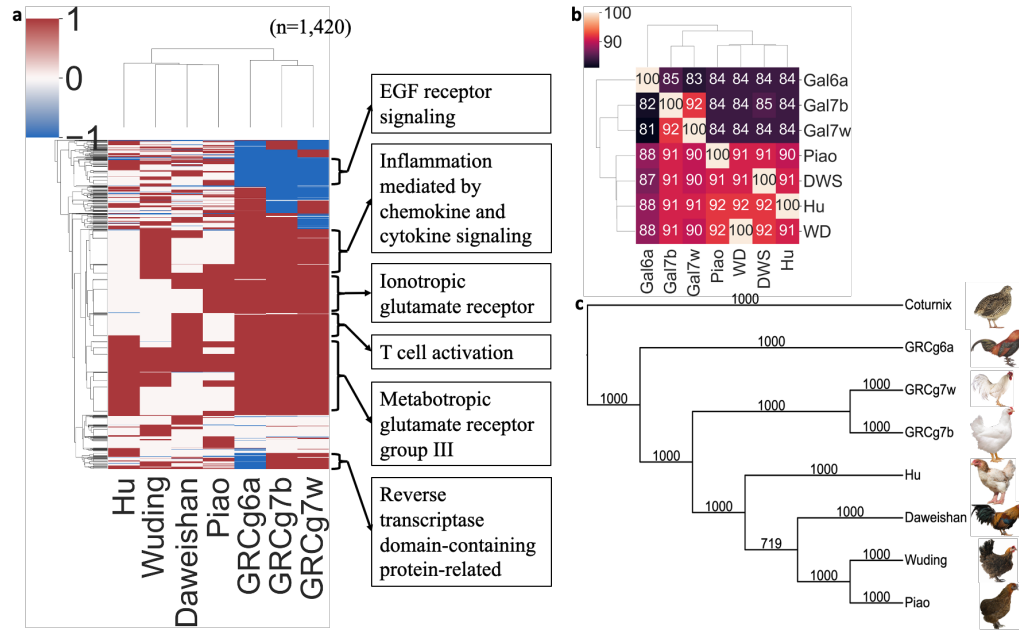 a
1
0
−1
(n=1,420)
EGF receptor
signaling
Inflammation
mediated by
chemokine and
cytokine signaling
Ionotropic
glutamate receptor
T cell activation
Metabotropic
glutamate receptor
group III
Reverse
transcriptase
domain-containing
protein-related
Hu
Wuding
Daweishan
Piao
GRCg6a
GRCg7b
GRCg7w
b
100
90
100 85 83 84 84 84 84 Gal6a
82 100 92 84 84 85 84 Gal7b
81 92 100 84 84 84 84 Gal7w
88 91 90 100 91 91 90 Piao
87 91 90 91 91 100 91 DWS
88 91 91 92 92 92 100 Hu
88 91 90 92 100 92 91 WD
Gal6a
Gal7b
Gal7w
Piao
WD
DWS
Hu
c
1000 Coturnix
1000 GRCg6a
1000 GRCg7w
1000
1000
1000 GRCg7b
1000
1000 Hu
1000
1000 Daweishan
719
1000 Wuding
1000
1000 Piao